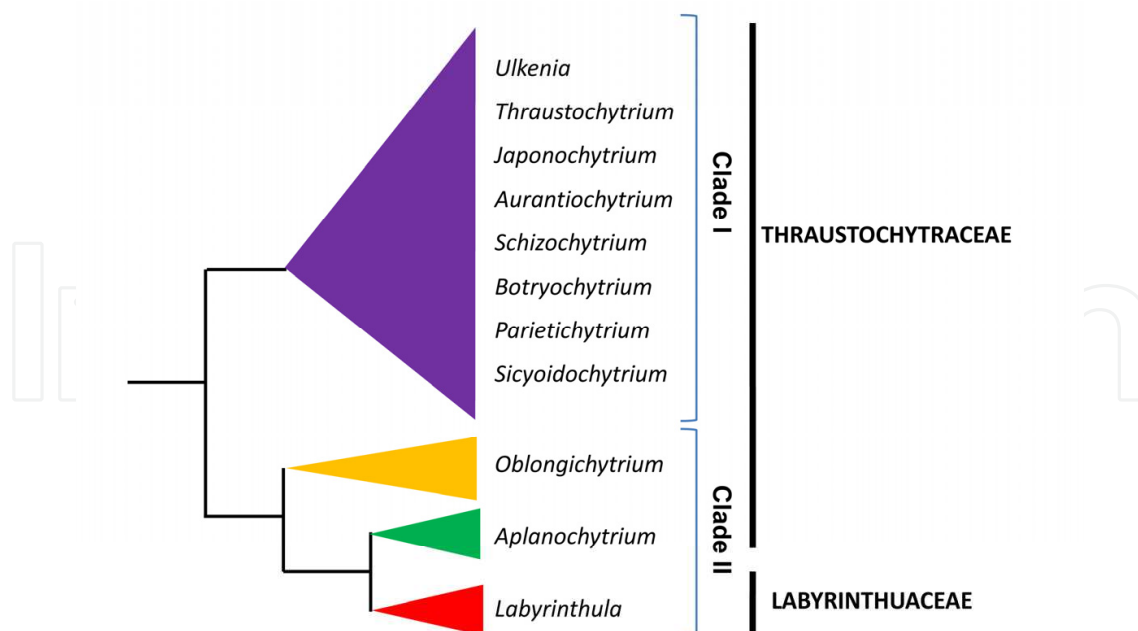 Ulkenia
Thraustochytrium
Japonochytrium
Aurantiochytrium
Schizochytrium
Botryochytrium
Parietichytrium
Sicyoidochytrium
Clade I
THRAUSTOCHYTRACEAE
Oblongichytrium
Aplanochytrium
Labyrinthula
Clade II
LABYRINTHUACEAE